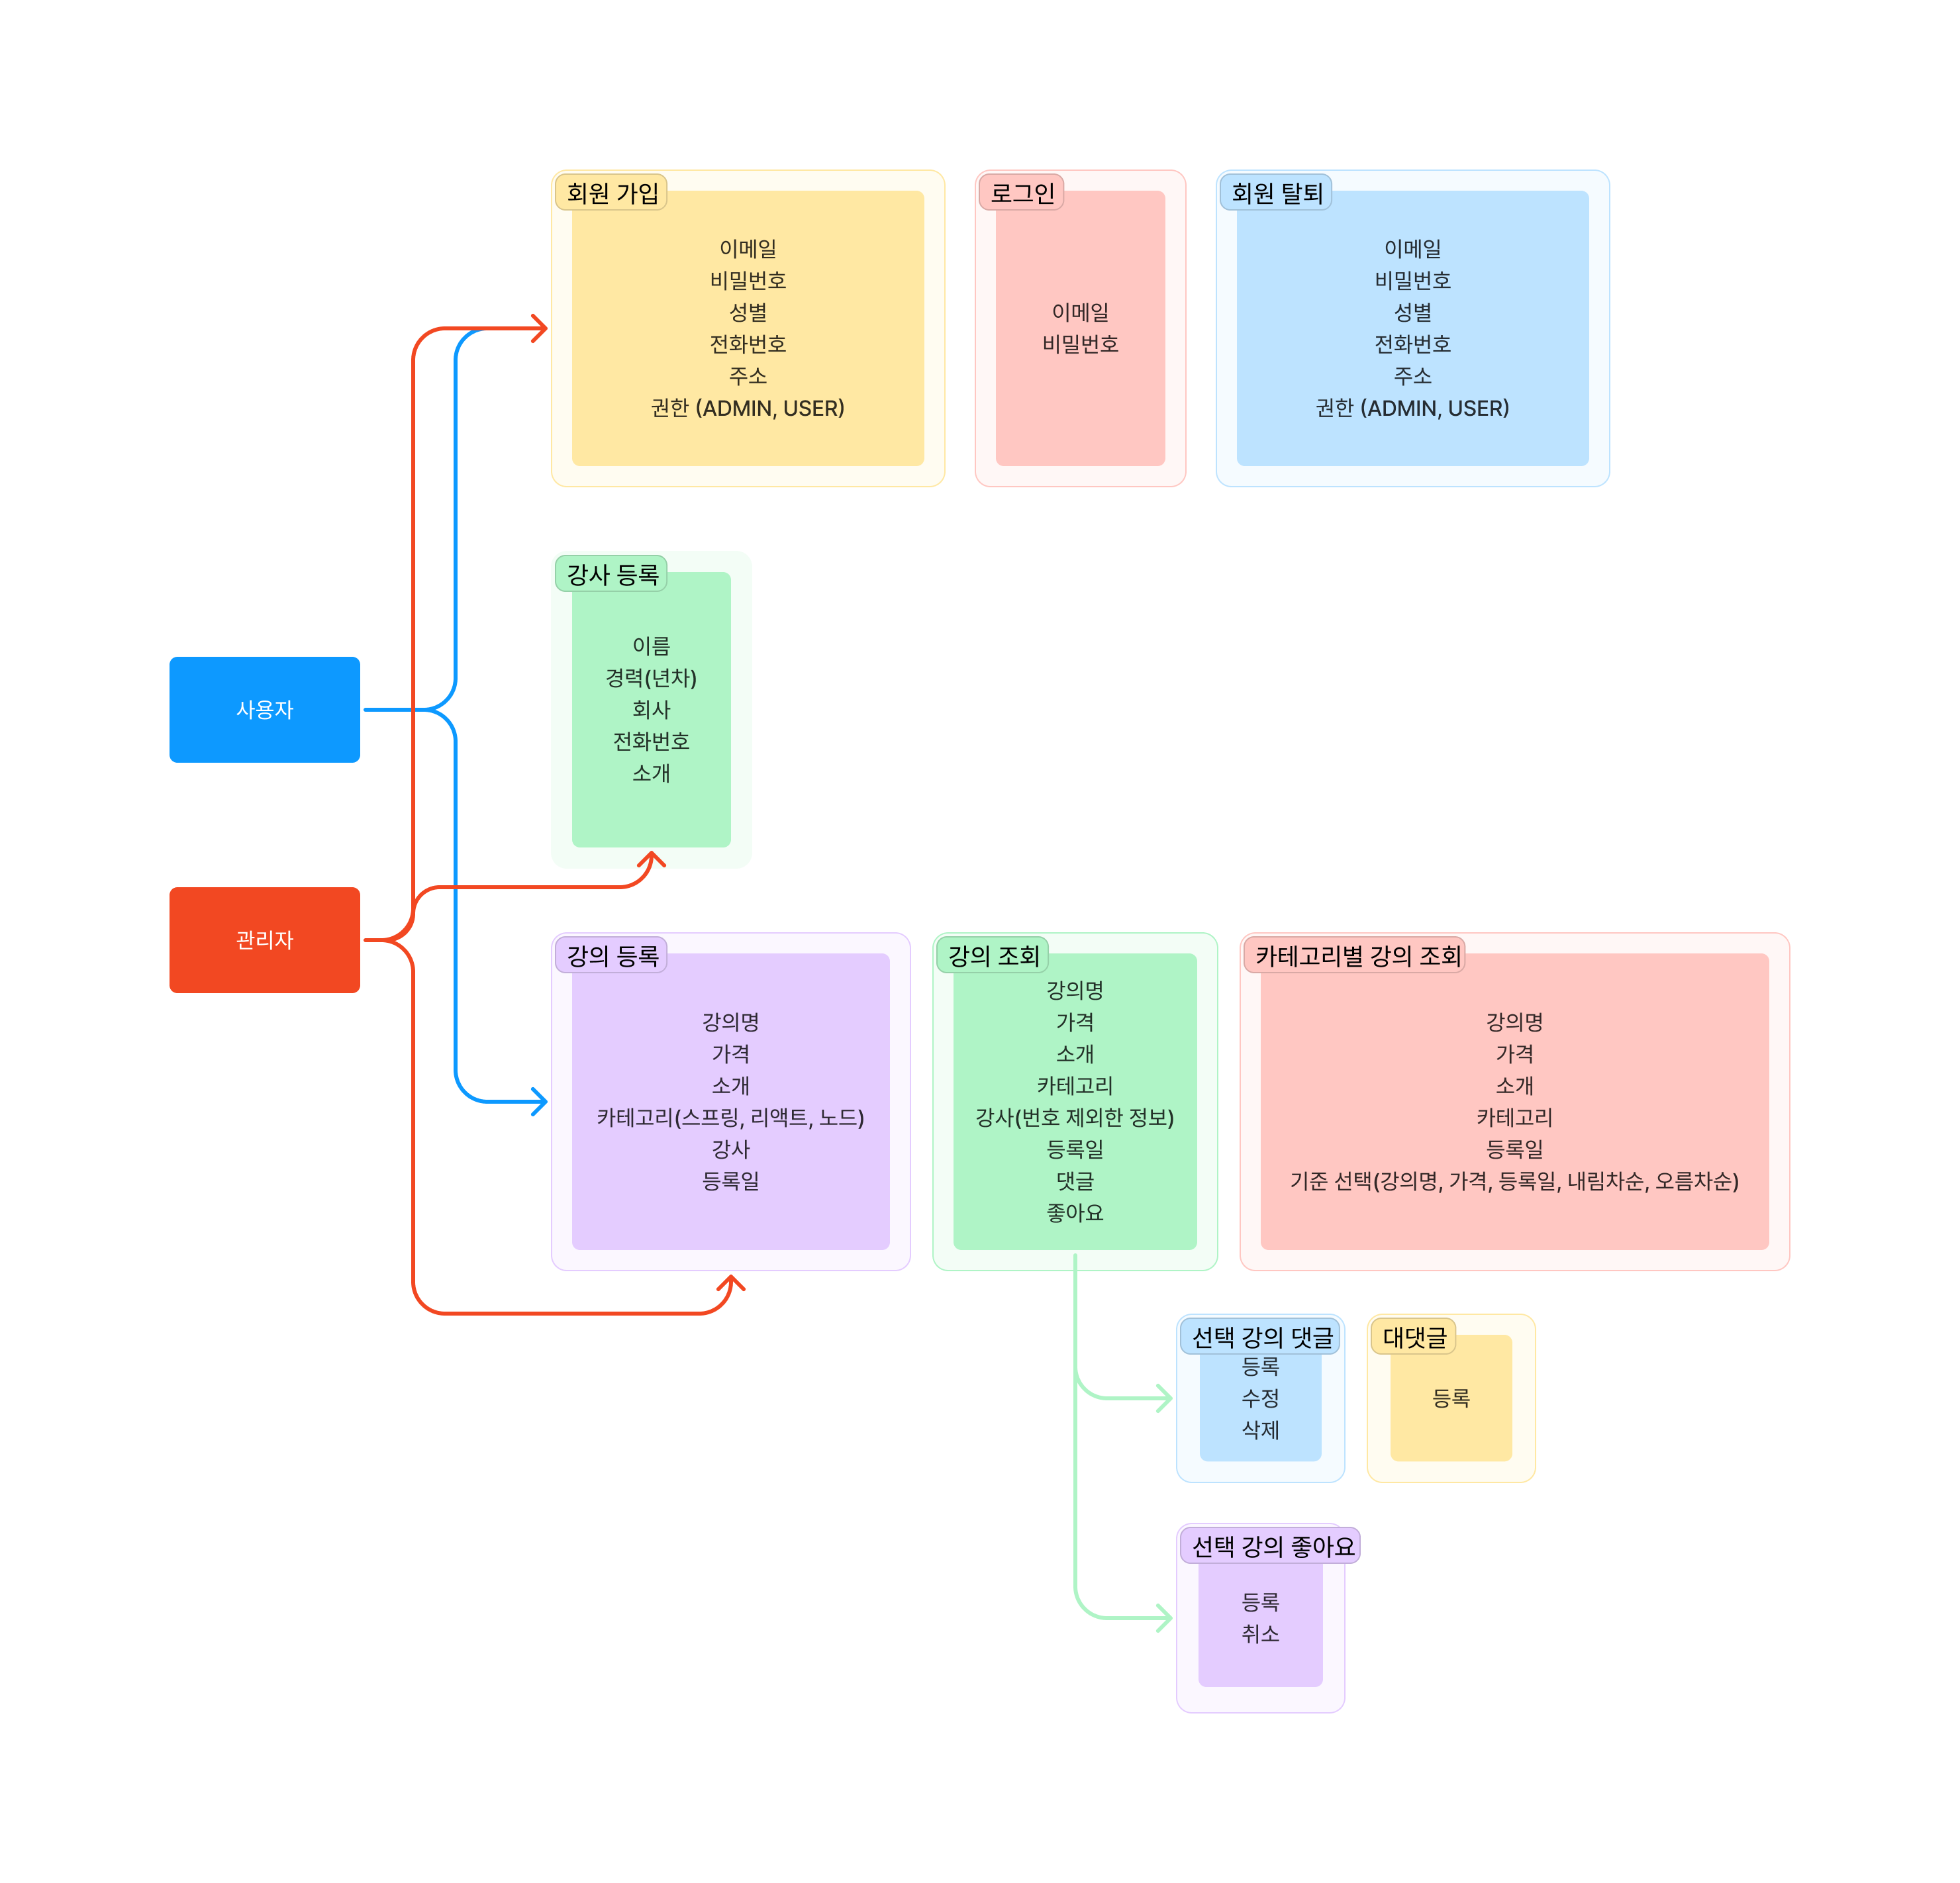 회원 가입
이메일
비밀번호
성별
전화번호
주소
권한 (ADMIN, USER)
로그인
이메일
비밀번호
회원 탈퇴
이메일
비밀번호
성별
전화번호
주소
권한 (ADMIN, USER)
강사 등록
이름
경력(년차)
회사
전화번호
소개
사용자
관리자
강의 등록
강의명
가격
소개
카테고리(스프링, 리액트, 노드)
강사
등록일
강의 조회
강의명
가격
소개
카테고리
강사(번호 제외한 정보)
등록일
댓글
좋아요
카테고리별 강의 조회
강의명
가격
소개
카테고리
등록일
기준 선택(강의명, 가격, 등록일, 내림차순, 오름차순)
선택 강의 댓글
등록
수정
삭제
대댓글
등록
선택 강의 좋아요
등록
취소